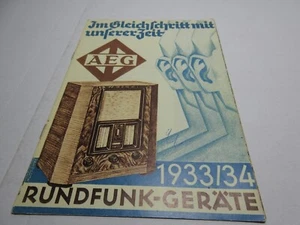 Im Gleichschritt mit
unserer Zeit
AEG
1933/34
RUNDFUNK-GERÄTE